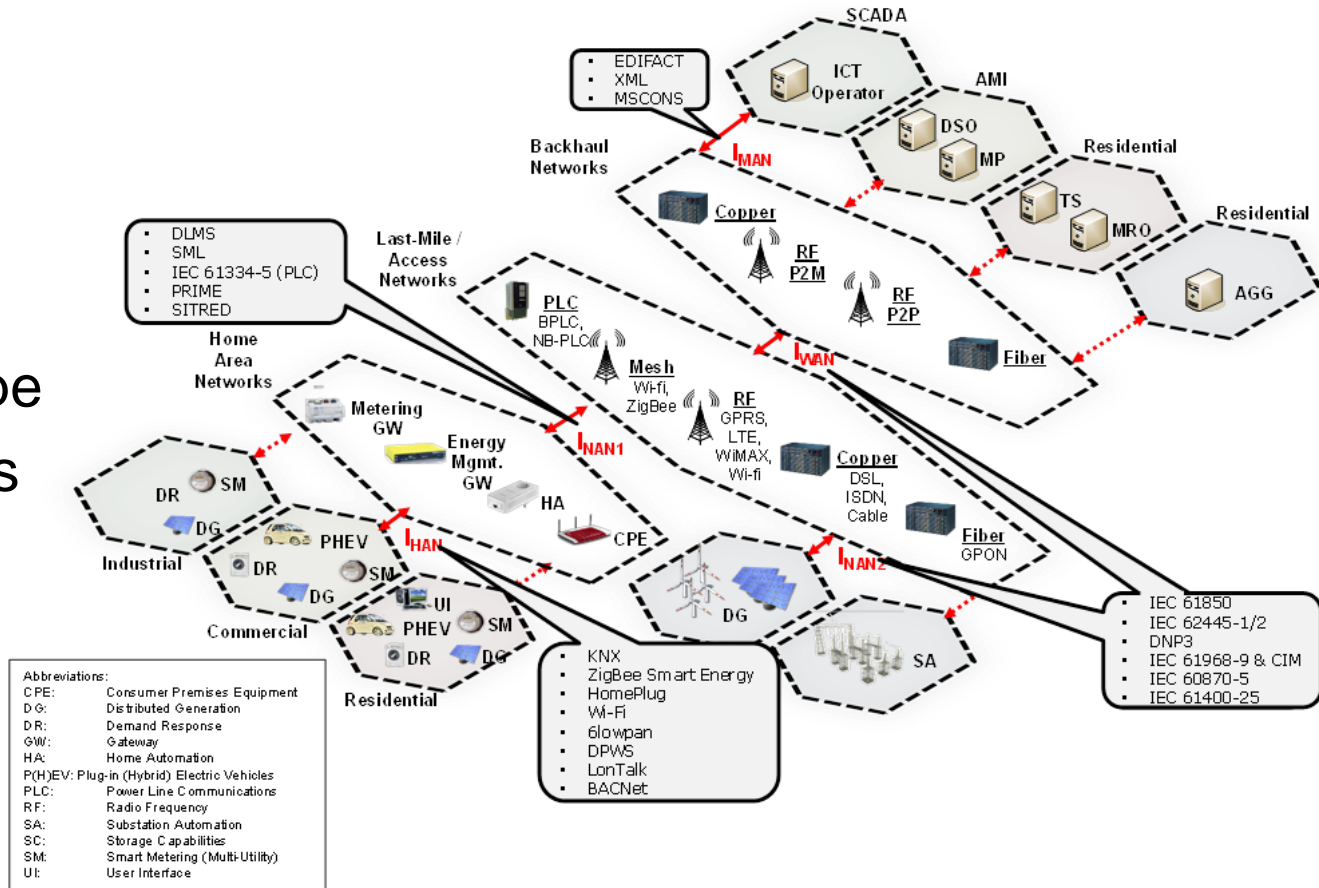 SCADA
▪ EDIFACT
▪ XML
▪ MSCONS
ICT
Operator
AMI
DSO
MP
Residential
Backhaul
Networks
I_MAN
TS
MRO
Residential
AGG
Copper
RF
P2M
RF
P2P
Fiber
▪ DLMS
▪ SML
▪ IEC 61334-5 (PLC)
▪ PRIME
▪ SITRED
Last-Mile /
Access
Networks
PLC
BPLC,
NB-PLC
I_WAN
Mesh
Wi-fi,
ZigBee
RF
GPRS,
LTE,
WiMAX,
Wi-fi
Copper
DSL,
ISDN,
Cable
Fiber
GPON
Home
Area
Networks
Metering
GW
Energy
Mgmt.
GW
HA
CPE
I_NAN1
I_HAN
I_NAN2
DR
SM
DG
Industrial
PHEV
DR
SM
DG
Commercial
UI
PHEV
SM
DR
DG
Residential
DG
SA
▪ KNX
▪ ZigBee Smart Energy
▪ HomePlug
▪ Wi-Fi
▪ 6lowpan
▪ DPWS
▪ LonTalk
▪ BACNet
▪ IEC 61850
▪ IEC 62445-1/2
▪ DNP3
▪ IEC 61968-9 & CIM
▪ IEC 60870-5
▪ IEC 61400-25
Abbreviations:
CPE: Consumer Premises Equipment
DG: Distributed Generation
DR: Demand Response
GW: Gateway
HA: Home Automation
P(H)EV: Plug-in (Hybrid) Electric Vehicles
PLC: Power Line Communications
RF: Radio Frequency
SA: Substation Automation
SC: Storage Capabilities
SM: Smart Metering (Multi-Utility)
UI: User Interface